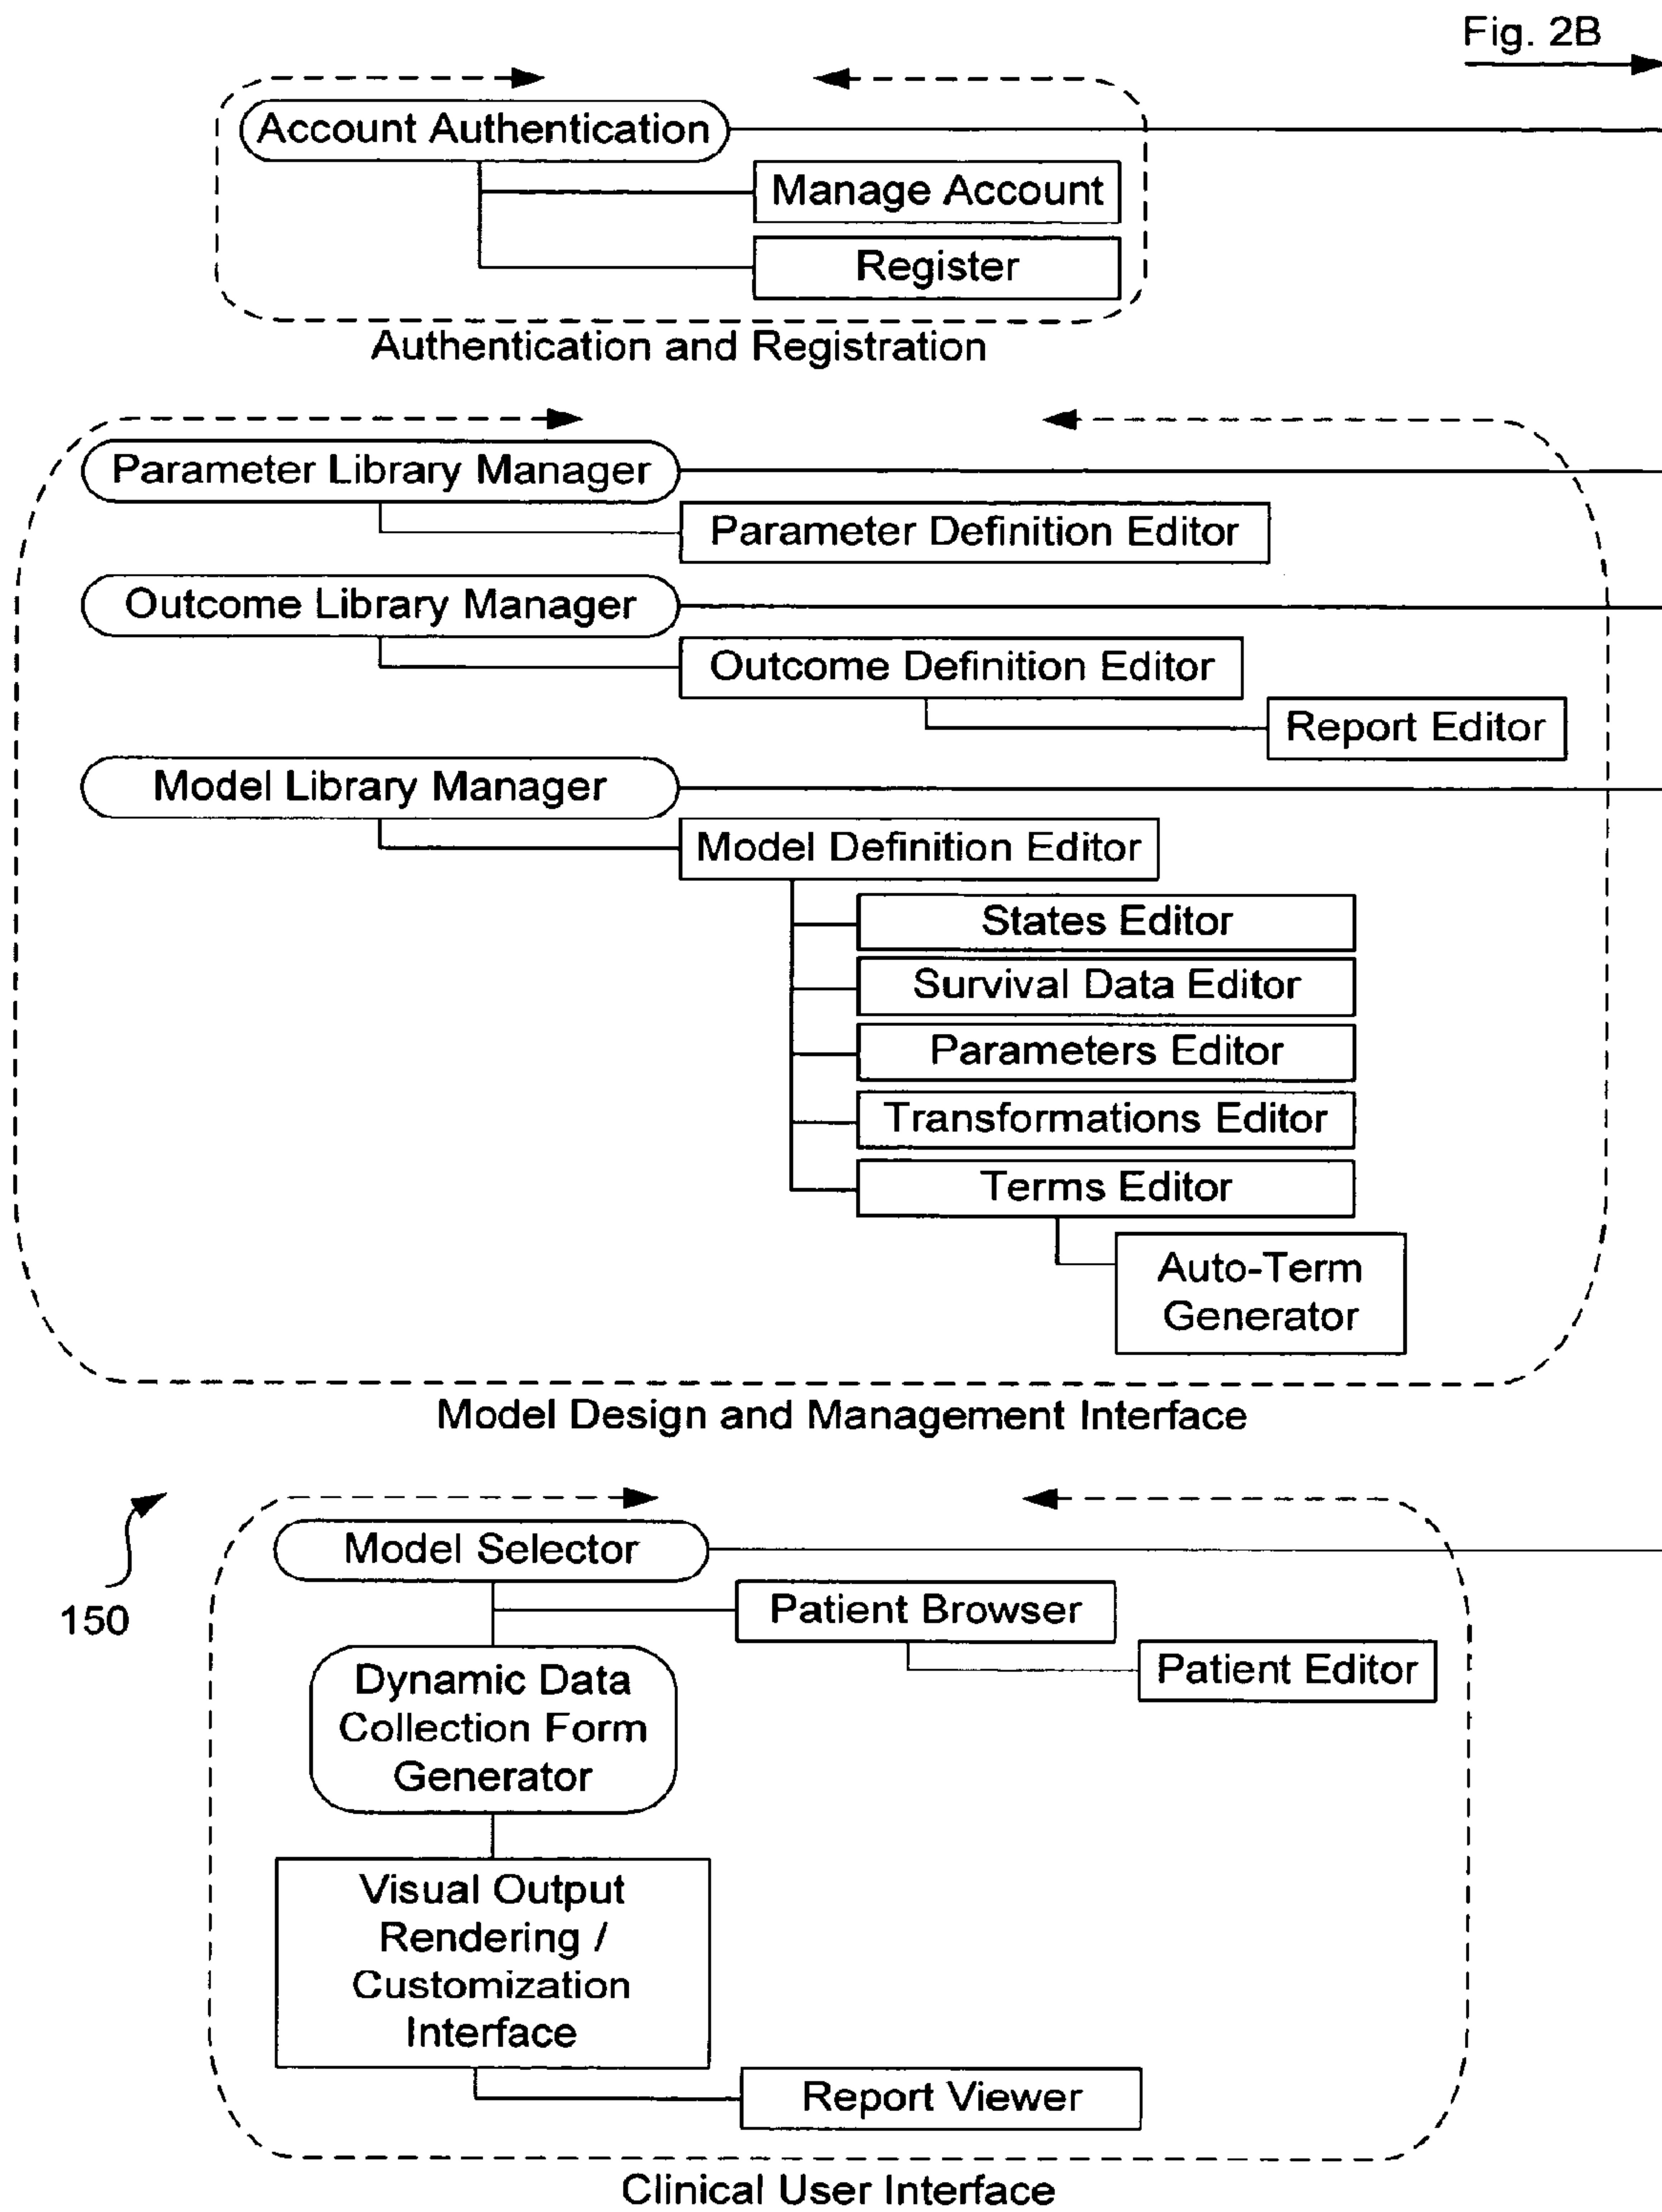 Fig. 2B
Account Authentication
Manage Account
Register
Authentication and Registration
Parameter Library Manager
Parameter Definition Editor
Outcome Library Manager
Outcome Definition Editor
Report Editor
Model Library Manager
Model Definition Editor
States Editor
Survival Data Editor
Parameters Editor
Transformations Editor
Terms Editor
Auto-Term
Generator
Model Design and Management Interface
150
Model Selector
Patient Browser
Patient Editor
Dynamic Data
Collection Form
Generator
Visual Output
Rendering /
Customization
Interface
Report Viewer
Clinical User Interface